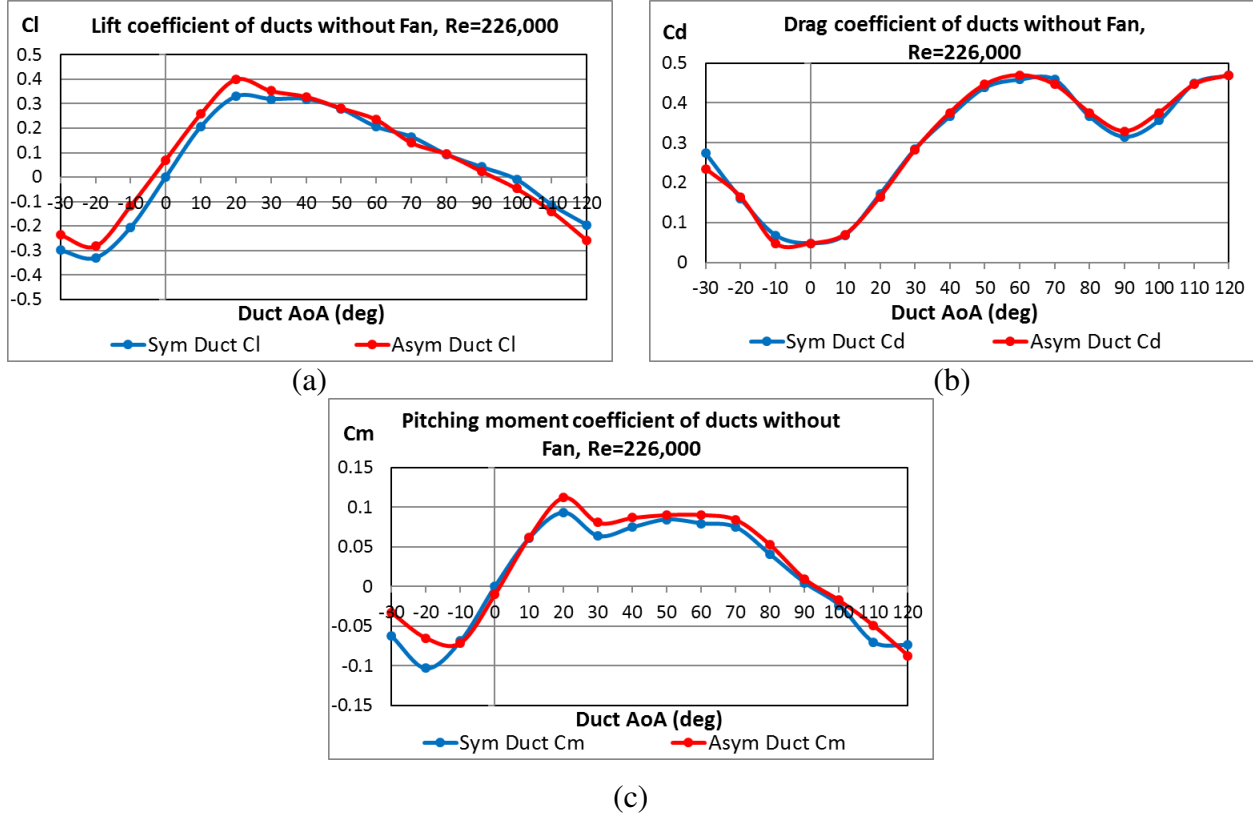 Cl
Lift coefficient of ducts without Fan, Re=226,000
0.5
0.4
0.3
0.2
0.1
0
-0.1
-0.2
-0.3
-0.4
-0.5
-30 -20 -10 0 10 20 30 40 50 60 70 80 90 100 110 120
Duct AoA (deg)
Sym Duct Cl Asym Duct Cl
(a)
Cd
Drag coefficient of ducts without Fan,
Re=226,000
0.5
0.4
0.3
0.2
0.1
0
-30 -20 -10 0 10 20 30 40 50 60 70 80 90 100 110 120
Duct AoA (deg)
Sym Duct Cd Asym Duct Cd
(b)
Cm
Pitching moment coefficient of ducts without
Fan, Re=226,000
0.15
0.1
0.05
0
-0.05
-0.1
-0.15
-30 -20 -10 0 10 20 30 40 50 60 70 80 90 100 110 120
Duct AoA (deg)
Sym Duct Cm Asym Duct Cm
(c)